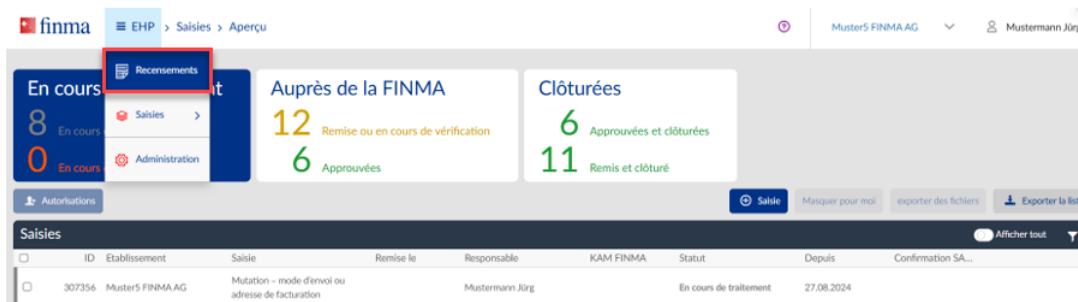 finma EHP > Saisies > Aperçu Muster5 FINMA AG Mustermann Jürg
Recensements
Saisies >
Administration
En cours t
8 En cours
0 En cours
Auprès de la FINMA
12 Remise ou en cours de vérification
6 Approuvées
Clôturées
6 Approuvées et clôturées
11 Remis et clôturé
Autorisations Saisie Masquer pour moi exporter des fichiers Exporter la list
Saisies Afficher tout
ID Etablissement Saisie Remise le Responsable KAM FINMA Statut Depuis Confirmation SA...
307356 Muster5 FINMA AG Mutation – mode d'envoi ou Mustermann Jürg En cours de traitement 27.08.2024
adresse de facturation